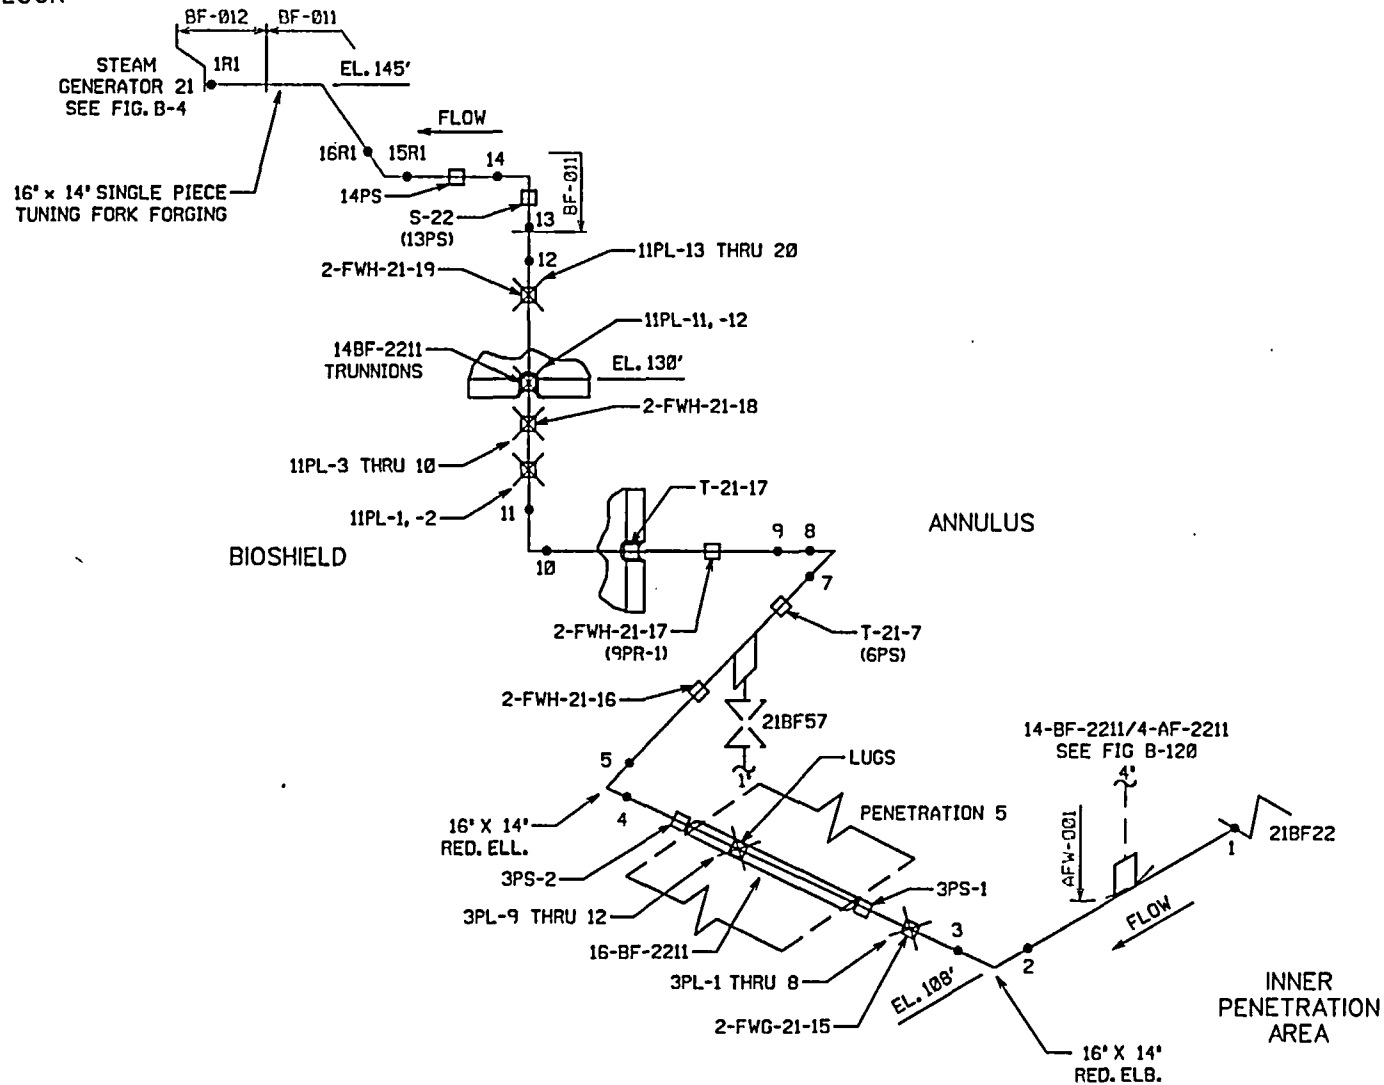 BF-012
BF-011
STEAM
GENERATOR 21
SEE FIG. B-4
1R1
EL. 145'
FLOW
16R1
15R1
14
14PS
16" x 14" SINGLE PIECE
TUNING FORK FORGING
S-22
(13PS)
BF-011
13
12
2-FWH-21-19
11PL-13 THRU 20
14BF-2211
TRUNNIONS
11PL-11, -12
EL. 130'
2-FWH-21-18
11PL-3 THRU 10
11PL-1, -2
11
T-21-17
ANNULUS
BIOSHIELD
10
9
8
7
2-FWH-21-17
(9PR-1)
T-21-7
(6PS)
2-FWH-21-16
21BF57
1"
5
4
LUGS
PENETRATION 5
14-BF-2211/4-AF-2211
SEE FIG B-120
4"
AFW-001
1
21BF22
FLOW
16" X 14"
RED. ELL.
3PS-2
3PL-9 THRU 12
16-BF-2211
3PS-1
3
2
3PL-1 THRU 8
EL. 108'
2-FWG-21-15
16" X 14"
RED. ELB.
INNER
PENETRATION
AREA